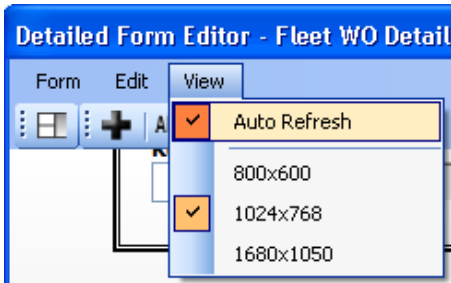 Detailed Form Editor - Fleet WO Detail
Form Edit View
Auto Refresh
800x600
1024x768
1680x1050